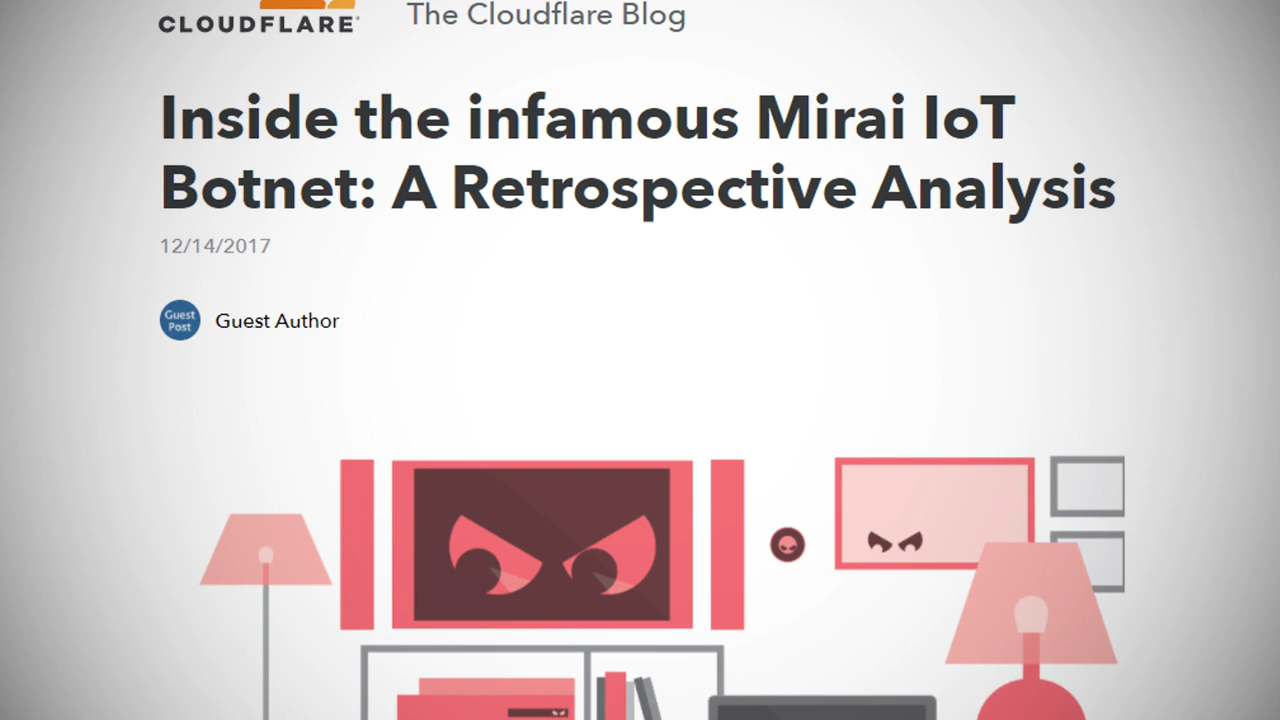 CLOUDFLARE
The Cloudflare Blog
Inside the infamous Mirai IoT
Botnet: A Retrospective Analysis
12/14/2017
Guest
Post
Guest Author